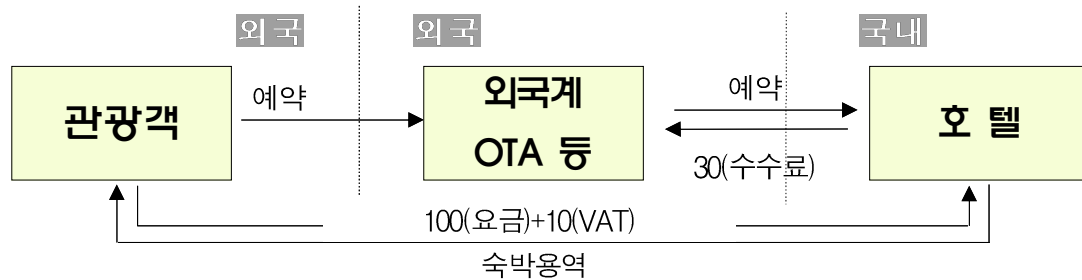 외국
외국
국내
관광객
예약
외국계
OTA 등
예약
30(수수료)
호 텔
100(요금)+10(VAT)
숙박용역